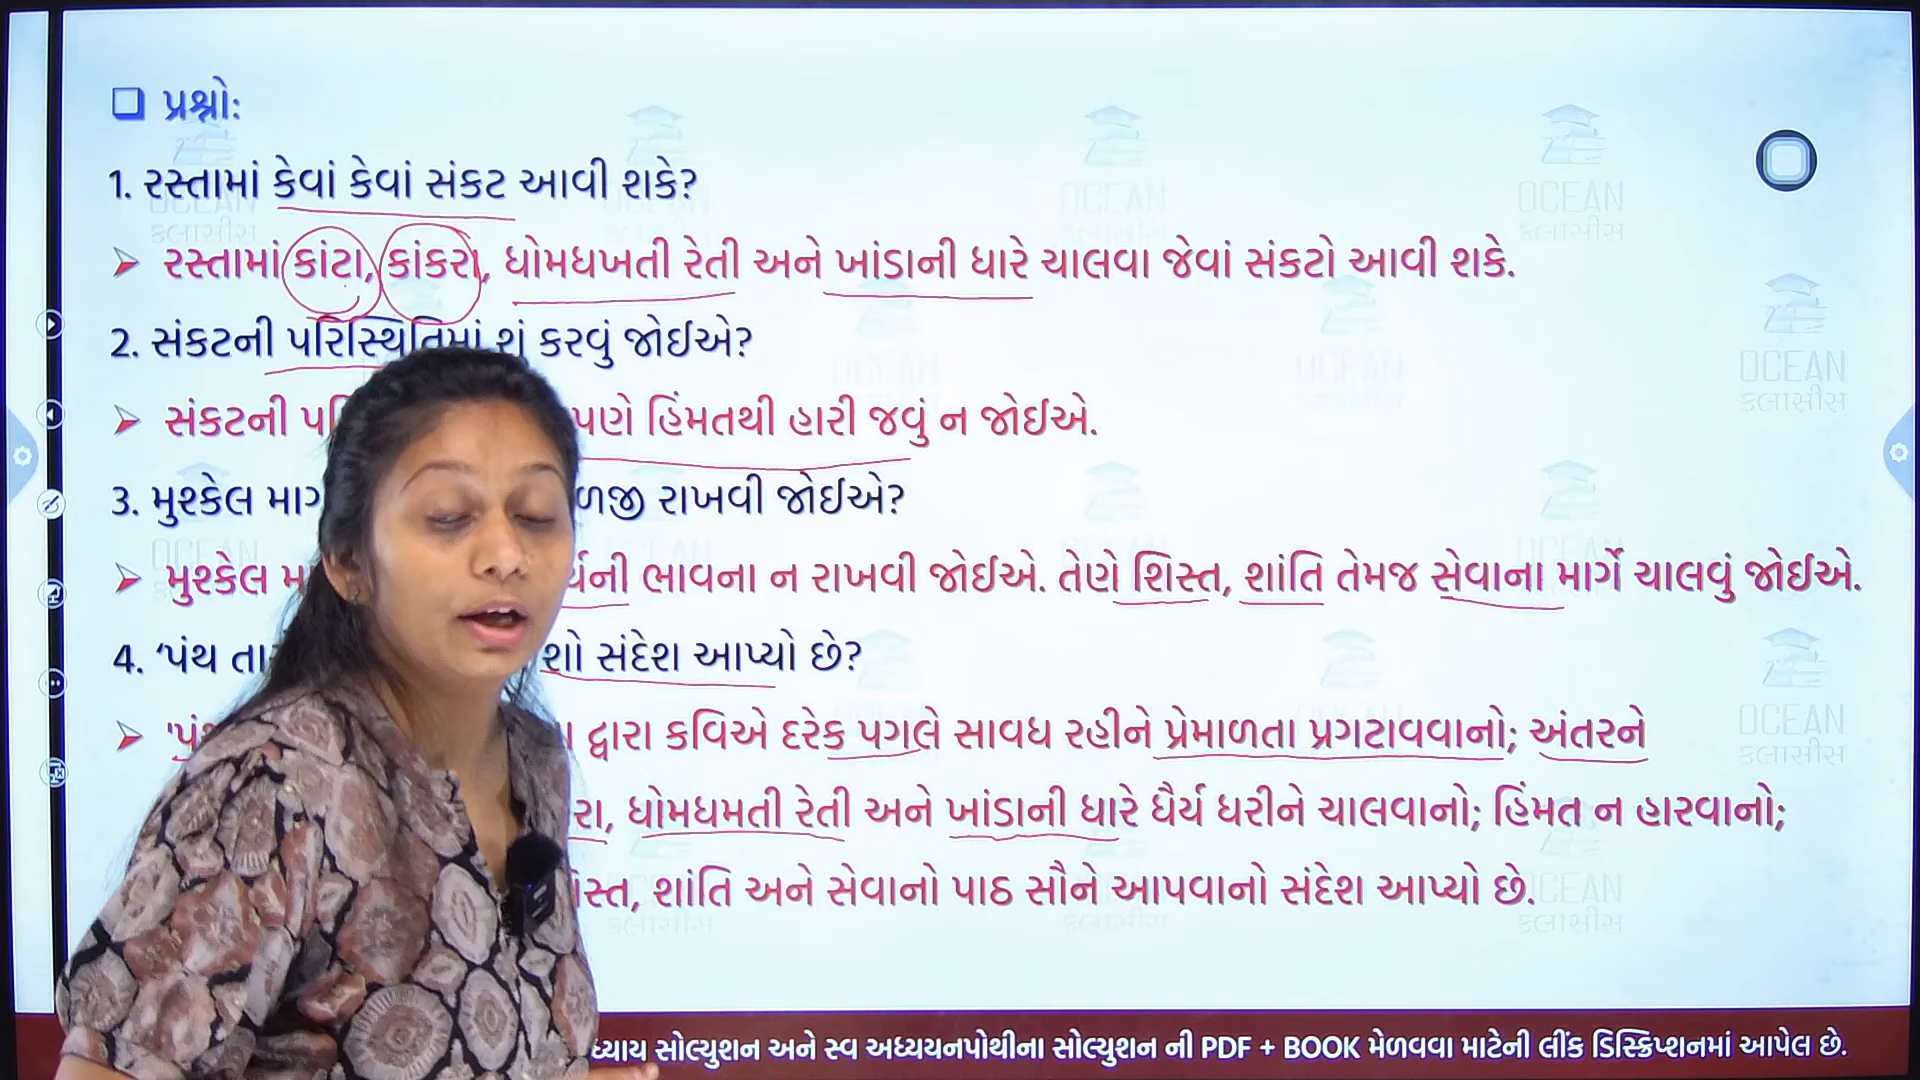 પ્રશ્નો:
1. રસ્તામાં કેવાં કેવાં સંકટ આવી શકે?
રસ્તામાં કાંટા, કાંકરા, ધોમધખતી રેતી અને ખાંડાની ધારે ચાલવા જેવાં સંકટો આવી શકે.
2. સંકટની પરિસ્થિતિમાં શું કરવું જોઈએ?
સંકટની હિંમતથી હારી જવું ન જોઈએ.
3. મુશ્કેલ રાખવી જોઈએ?
મુશ્કેલ ભાવના ન રાખવી જોઈએ. તેણે શિસ્ત, શાંતિ તેમજ સેવાના માર્ગે ચાલવું જોઈએ.
4. ‘પંથ શો સંદેશ આપ્યો છે?
દ્વારા કવિએ દરેક પગલે સાવધ રહીને પ્રેમાળતા પ્રગટાવવાનો; અંતરને
ધોમધમતી રેતી અને ખાંડાની ધારે ધૈર્ય ધરીને ચાલવાનો; હિંમત ન હારવાનો;
શાંતિ અને સેવાનો પાઠ સૌને આપવાનો સંદેશ આપ્યો છે.
સોલ્યુશન અને સ્વ અધ્યયનપોથીના સોલ્યુશન ની PDF + BOOK મેળવવા માટેની લીંક ડિસ્ક્રિપ્શનમાં આપેલ છે.
OCEAN
કલાસીસ